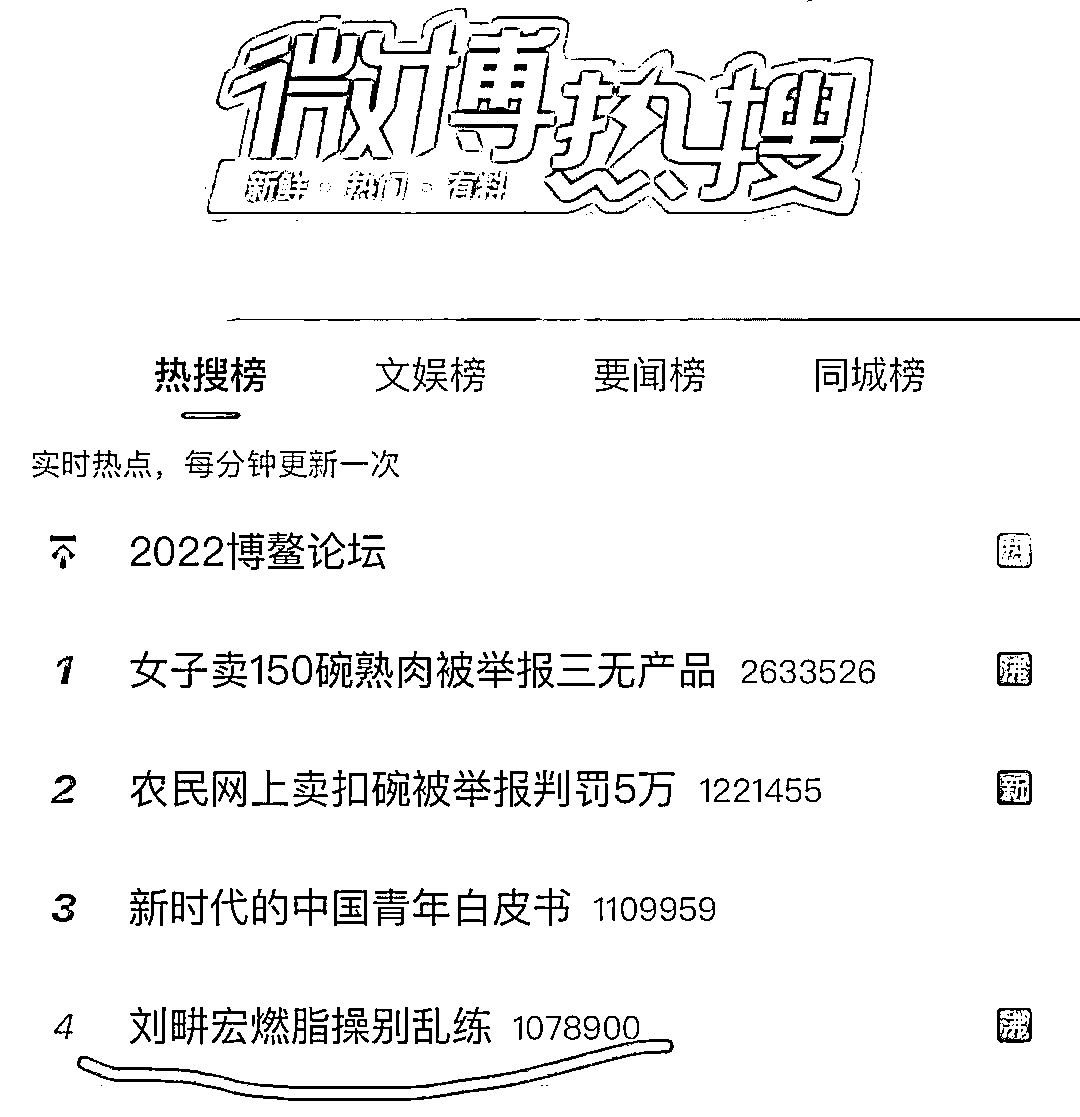 微博热搜
新鲜·热门·有料
热搜榜 文娱榜 要闻榜 同城榜
实时热点，每分钟更新一次
2022博鳌论坛 热
1 女子卖150碗熟肉被举报三无产品 2633526 沸
2 农民网上卖扣碗被举报判罚5万 1221455 新
3 新时代的中国青年白皮书 1109959
4 刘畊宏燃脂操别乱练 1078900 沸